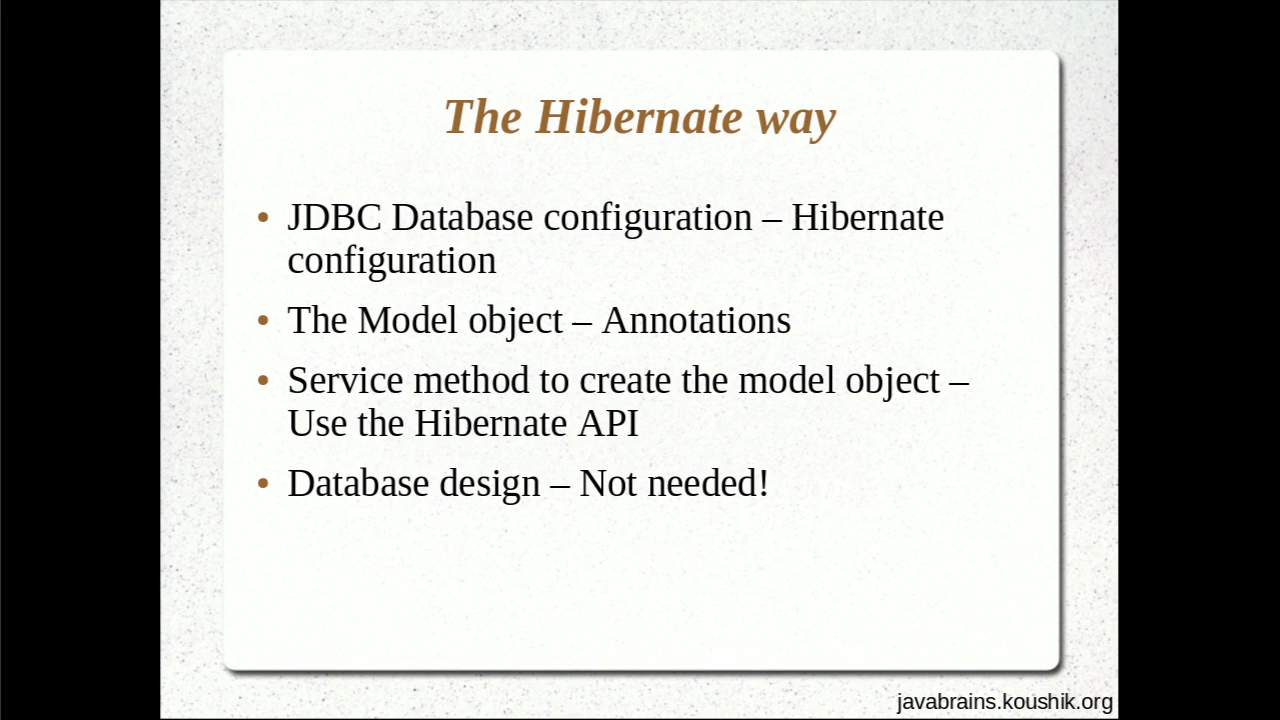 The Hibernate way
• JDBC Database configuration – Hibernate
configuration
• The Model object – Annotations
• Service method to create the model object –
Use the Hibernate API
• Database design – Not needed!
javabrains.koushik.org